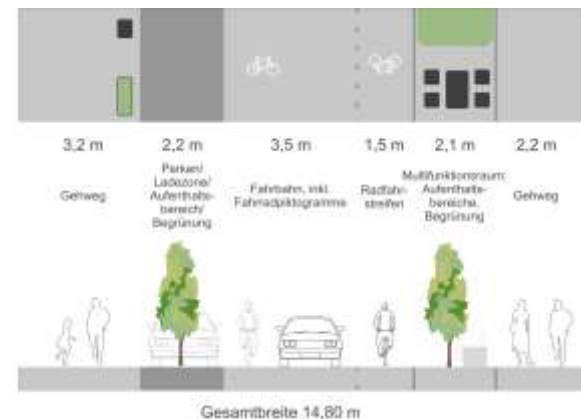 3,2 m
2,2 m
3,5 m
1,5 m
2,1 m
2,2 m
Gehweg
Parken/
Ladezone/
Aufenthalts-
bereich/
Begrünung
Fahrbahn, inkl.
Fahrradpiktogramme
Radfahr-
streifen
Multifunktionsraum:
Aufenthalts-
bereiche,
Begrünung
Gehweg
Gesamtbreite 14,80 m